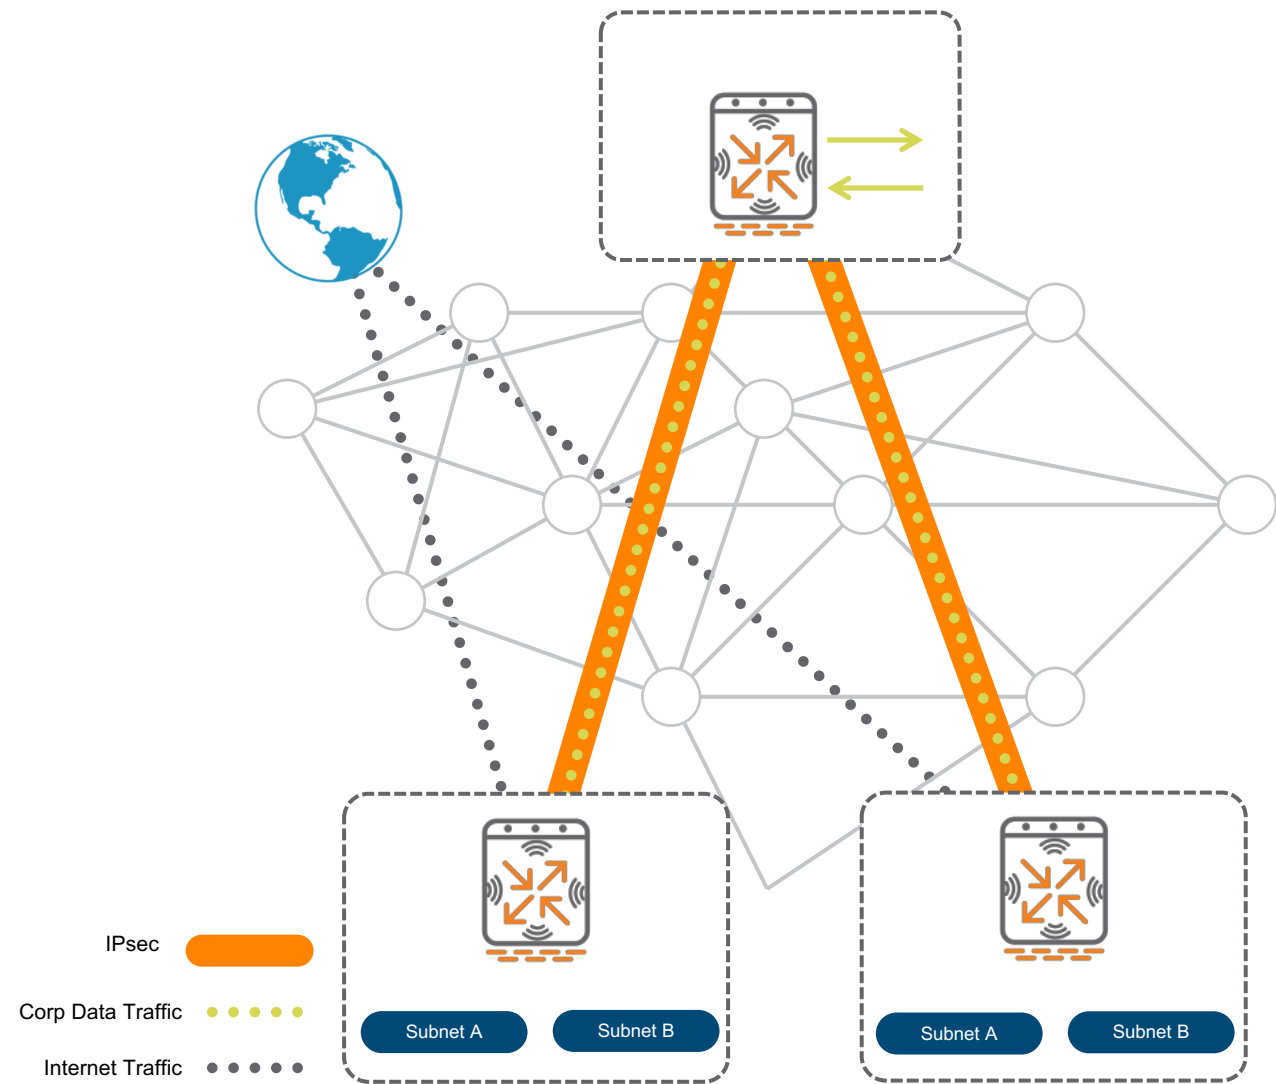 IPsec
Corp Data Traffic
Internet Traffic
Subnet A
Subnet B
Subnet A
Subnet B